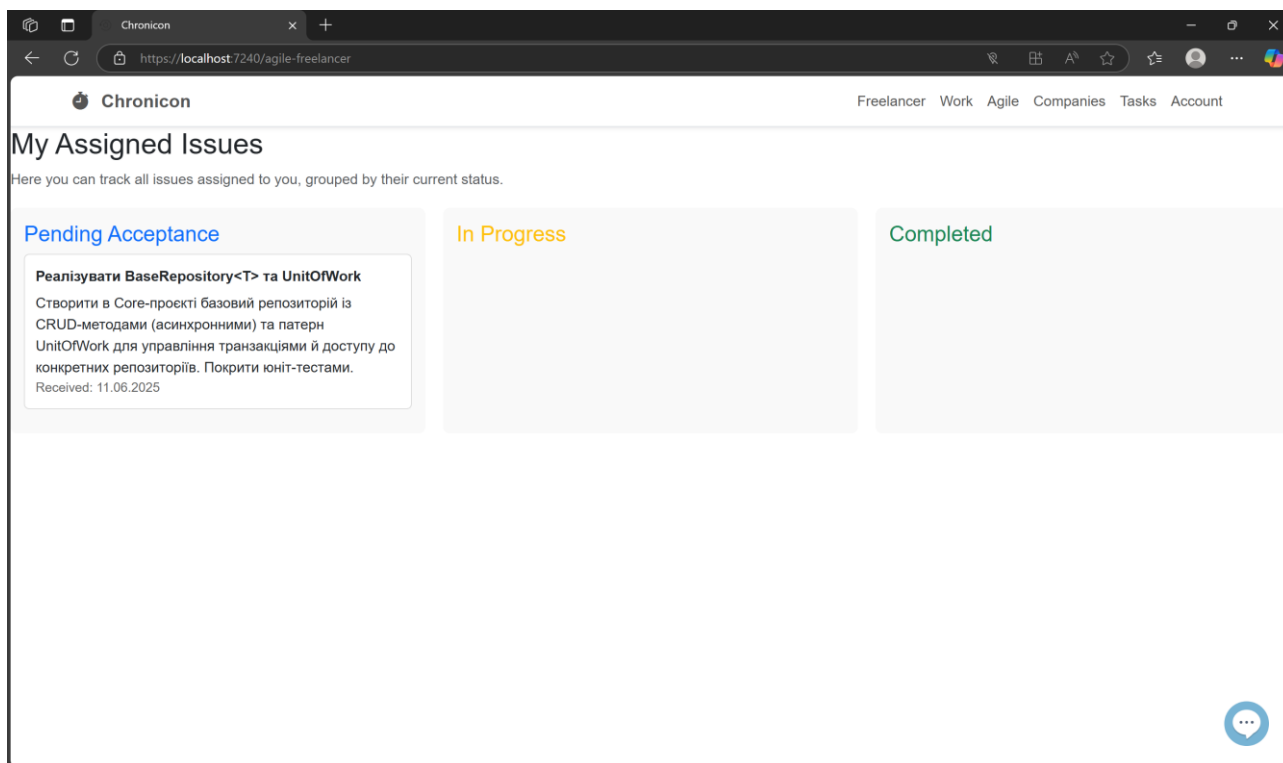 Chronicon
https://localhost:7240/agile-freelancer
Chronicon
Freelancer Work Agile Companies Tasks Account
My Assigned Issues
Here you can track all issues assigned to you, grouped by their current status.
Pending Acceptance
Реалізувати BaseRepository<T> та UnitOfWork
Створити в Core-проєкті базовий репозиторій із
CRUD-методами (асинхронними) та патерн
UnitOfWork для управління транзакціями й доступу до
конкретних репозиторіїв. Покрити юніт-тестами.
Received: 11.06.2025
In Progress
Completed